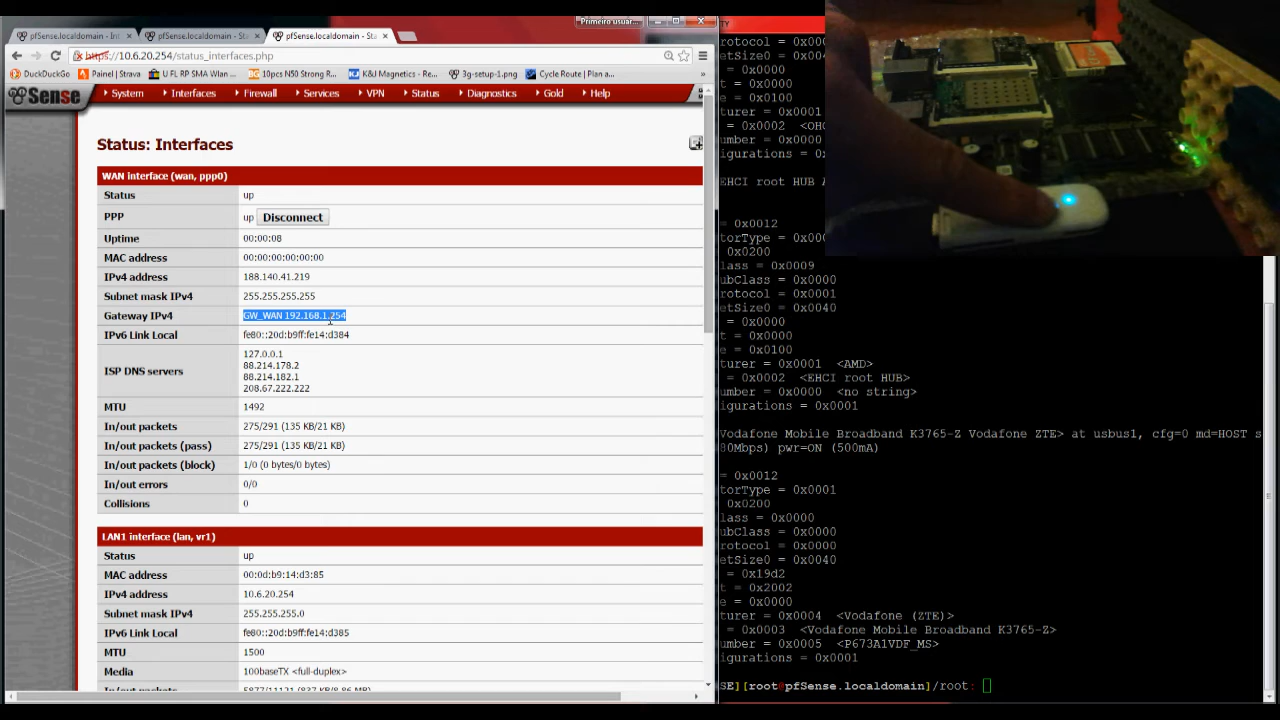 Primeiro usuar...
pfSense.localdomain - Int
pfSense.localdomain - Sta
pfSense.localdomain - Sta
https://10.6.20.254/status_interfaces.php
DuckDuckGo
Painel | Strava
U FL RP SMA Wlan ...
10pcs N50 Strong R...
K&J Magnetics - Re...
3g-setup-1.png
Cycle Route | Plan a...
Sense
System
Interfaces
Firewall
Services
VPN
Status
Diagnostics
Gold
Help
Status: Interfaces
WAN interface (wan, ppp0)
Status up
PPP up Disconnect
Uptime 00:00:08
MAC address 00:00:00:00:00:00
IPv4 address 188.140.41.219
Subnet mask IPv4 255.255.255.255
Gateway IPv4 GW_WAN 192.168.1.254
IPv6 Link Local fe80::20d:b9ff:fe14:d384
ISP DNS servers
127.0.0.1
88.214.178.2
88.214.182.1
208.67.222.222
MTU 1492
In/out packets 275/291 (135 KB/21 KB)
In/out packets (pass) 275/291 (135 KB/21 KB)
In/out packets (block) 1/0 (0 bytes/0 bytes)
In/out errors 0/0
Collisions 0
LAN1 interface (lan, vr1)
Status up
MAC address 00:0d:b9:14:d3:85
IPv4 address 10.6.20.254
Subnet mask IPv4 255.255.255.0
IPv6 Link Local fe80::20d:b9ff:fe14:d385
MTU 1500
Media 100baseTX <full-duplex>
In/out packets 5877/11121 (837 KB/8.86 MB)
rotocol = 0x000
etSize0 = 0x004
= 0x0000
t = 0x0000
e = 0x0100
turer = 0x0001
= 0x0002 <OHC
umber = 0x0000
igurations = 0x
EHCI root HUB A
= 0x0012
torType = 0x000
0x0200
lass = 0x0009
ubClass = 0x0000
rotocol = 0x0001
etSize0 = 0x0040
= 0x0000
t = 0x0000
e = 0x0100
turer = 0x0001 <AMD>
= 0x0002 <EHCI root HUB>
umber = 0x0000 <no string>
igurations = 0x0001
Vodafone Mobile Broadband K3765-Z Vodafone ZTE> at usbus1, cfg=0 md=HOST s
80Mbps) pwr=ON (500mA)
= 0x0012
torType = 0x0001
0x0200
lass = 0x0000
ubClass = 0x0000
rotocol = 0x0000
etSize0 = 0x0040
= 0x19d2
t = 0x2002
e = 0x0000
turer = 0x0004 <Vodafone (ZTE)>
= 0x0003 <Vodafone Mobile Broadband K3765-Z>
umber = 0x0005 <P673A1VDF_MS>
igurations = 0x0001
SE][root@pfSense.localdomain]/root: